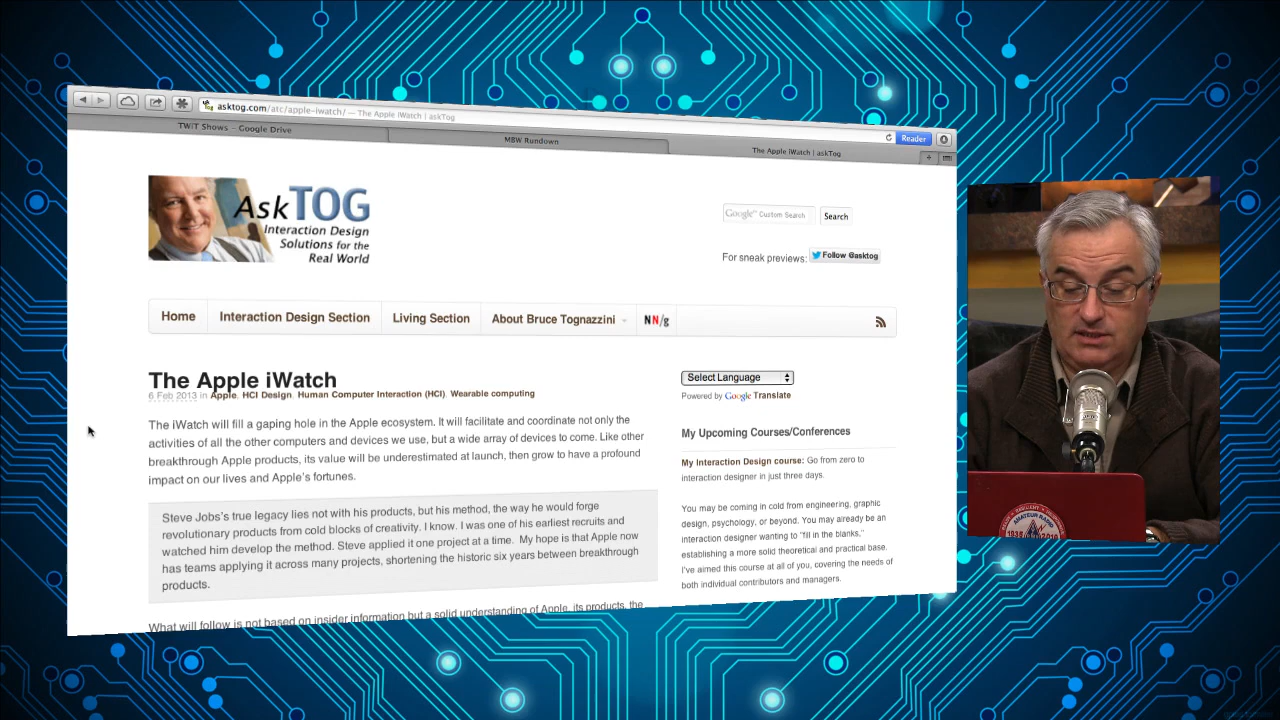 asktog.com/atc/apple-iwatch/ — The Apple iWatch | askTog
Reader
TWiT Shows – Google Drive
MBW Rundown
The Apple iWatch | askTog
AskTOG
Interaction Design
Solutions for the
Real World
Google™ Custom Search
Search
For sneak previews:
Follow @asktog
Home
Interaction Design Section
Living Section
About Bruce Tognazzini
NN/g
The Apple iWatch
6 Feb 2013 in Apple, HCI Design, Human Computer Interaction (HCI), Wearable computing
The iWatch will fill a gaping hole in the Apple ecosystem. It will facilitate and coordinate not only the
activities of all the other computers and devices we use, but a wide array of devices to come. Like other
breakthrough Apple products, its value will be underestimated at launch, then grow to have a profound
impact on our lives and Apple's fortunes.
Steve Jobs's true legacy lies not with his products, but his method, the way he would forge
revolutionary products from cold blocks of creativity. I know. I was one of his earliest recruits and
watched him develop the method. Steve applied it one project at a time. My hope is that Apple now
has teams applying it across many projects, shortening the historic six years between breakthrough
products.
What will follow is not based on insider information but a solid understanding of Apple, its products, the
Select Language
Powered by Google Translate
My Upcoming Courses/Conferences
My Interaction Design course: Go from zero to
interaction designer in just three days.
You may be coming in cold from engineering, graphic
design, psychology, or beyond. You may already be an
interaction designer wanting to "fill in the blanks,"
establishing a more solid theoretical and practical base.
I've aimed this course at all of you, covering the needs of
both individual contributors and managers.
AMATEUR RADIO